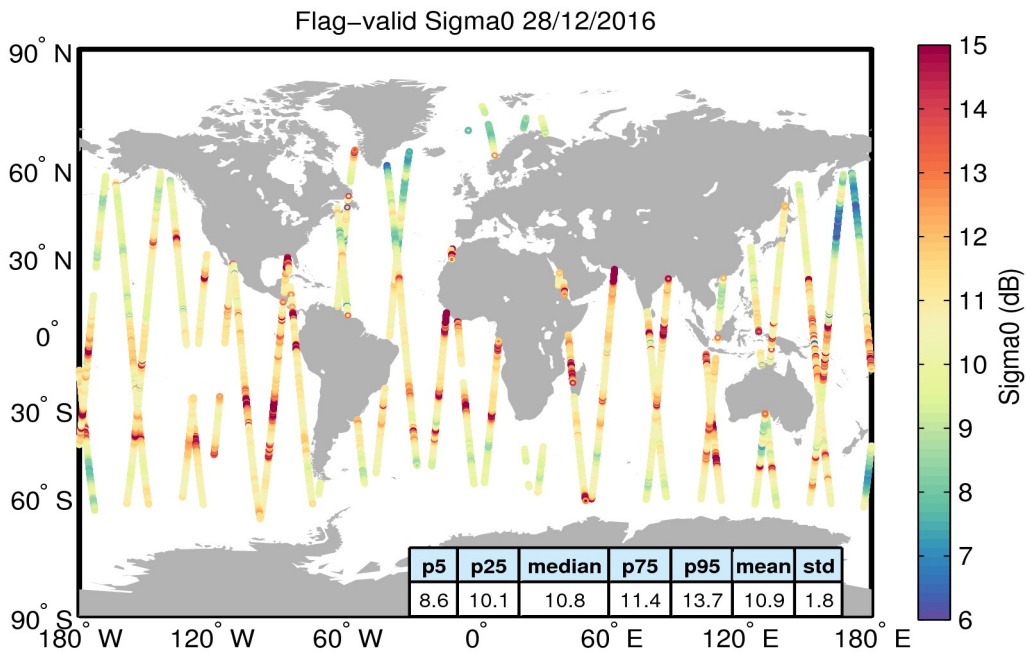 Flag−valid Sigma0 28/12/2016
90° N
60° N
30° N
0°
30° S
60° S
90° S
180° W
120° W
60° W
0°
60° E
120° E
180° E
p5 p25 median p75 p95 mean std
8.6 10.1 10.8 11.4 13.7 10.9 1.8
15
14
13
12
11
10
9
8
7
6
Sigma0 (dB)